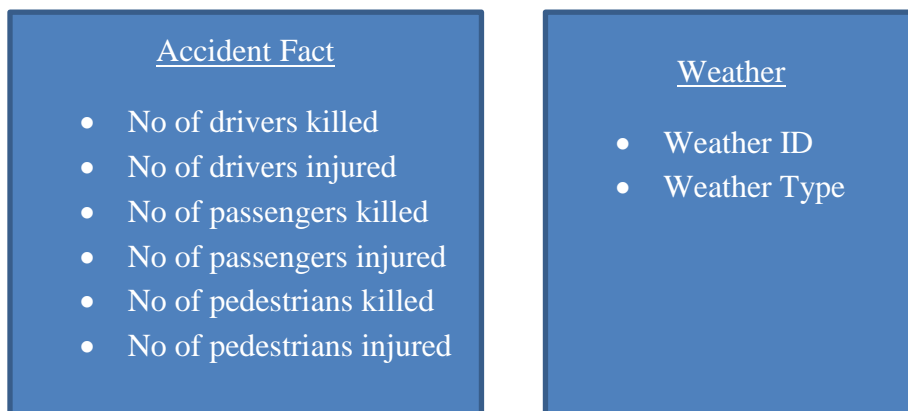 Accident Fact
• No of drivers killed
• No of drivers injured
• No of passengers killed
• No of passengers injured
• No of pedestrians killed
• No of pedestrians injured
Weather
• Weather ID
• Weather Type